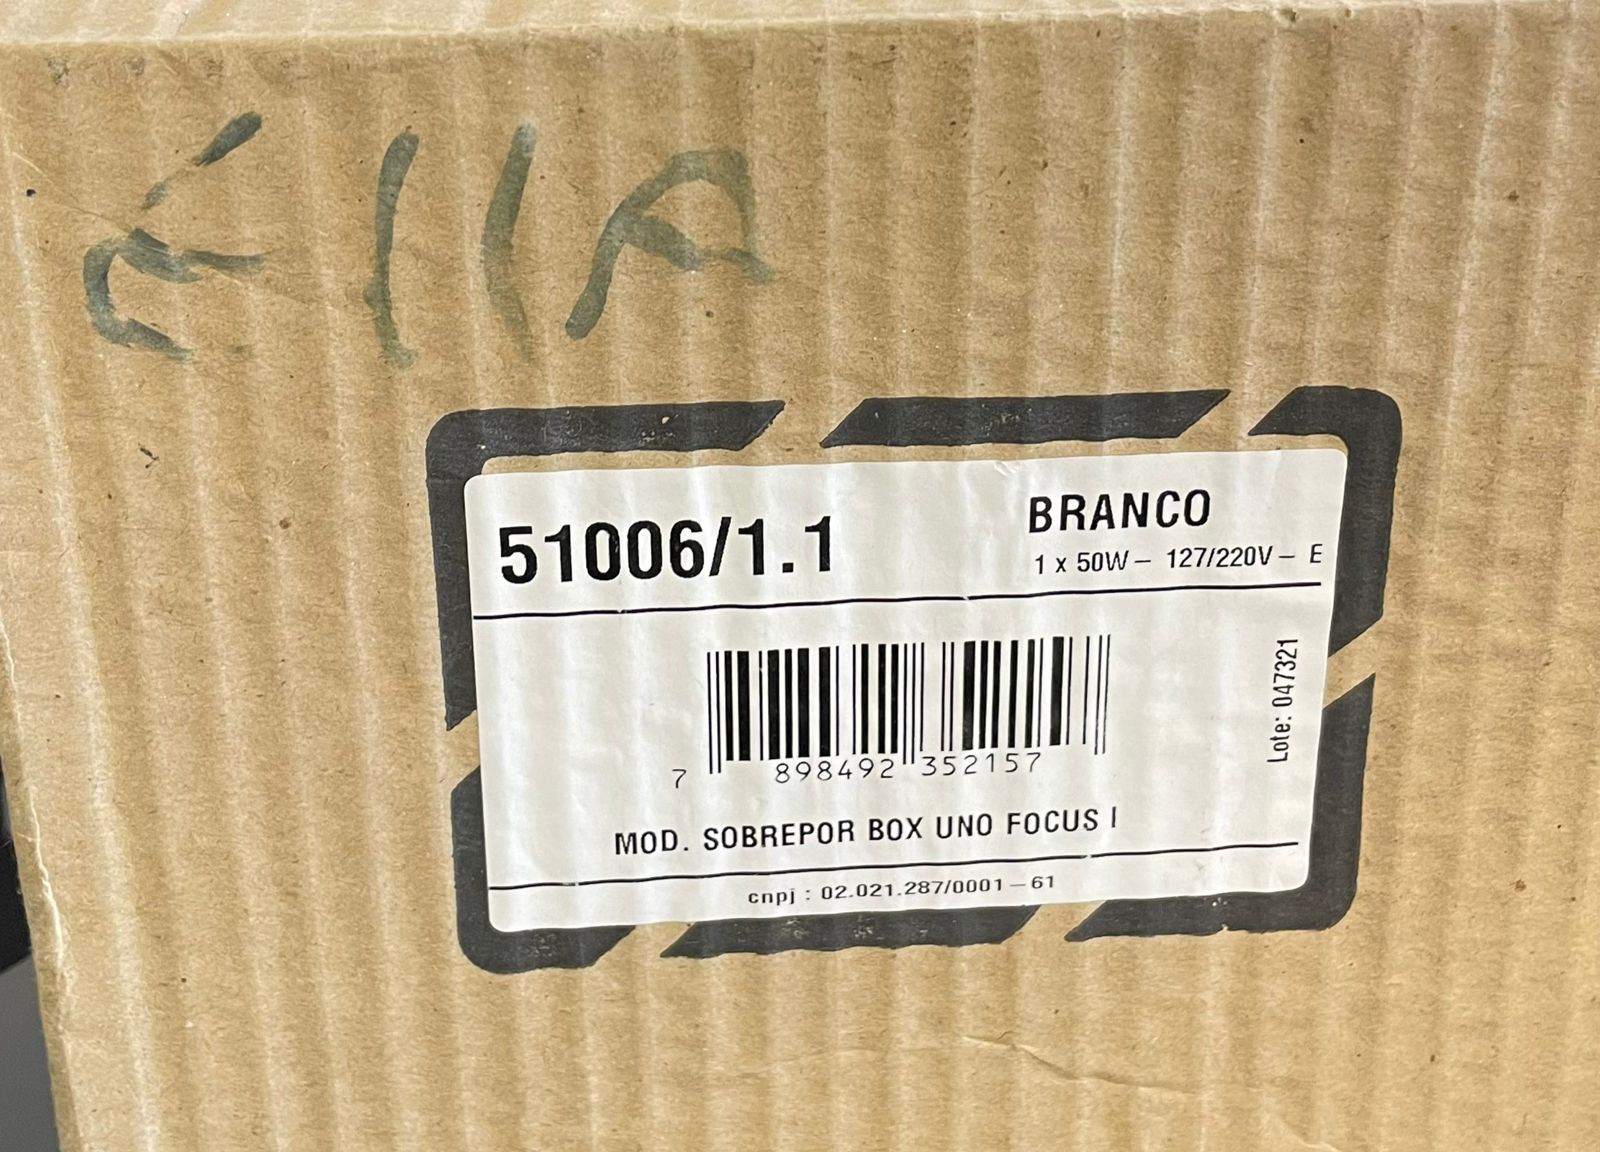 51006/1.1
BRANCO
1 x 50W – 127/220V – E
Lote: 047321
7 898492 352157
MOD. SOBREPOR BOX UNO FOCUS I
cnpj : 02.021.287/0001 – 61